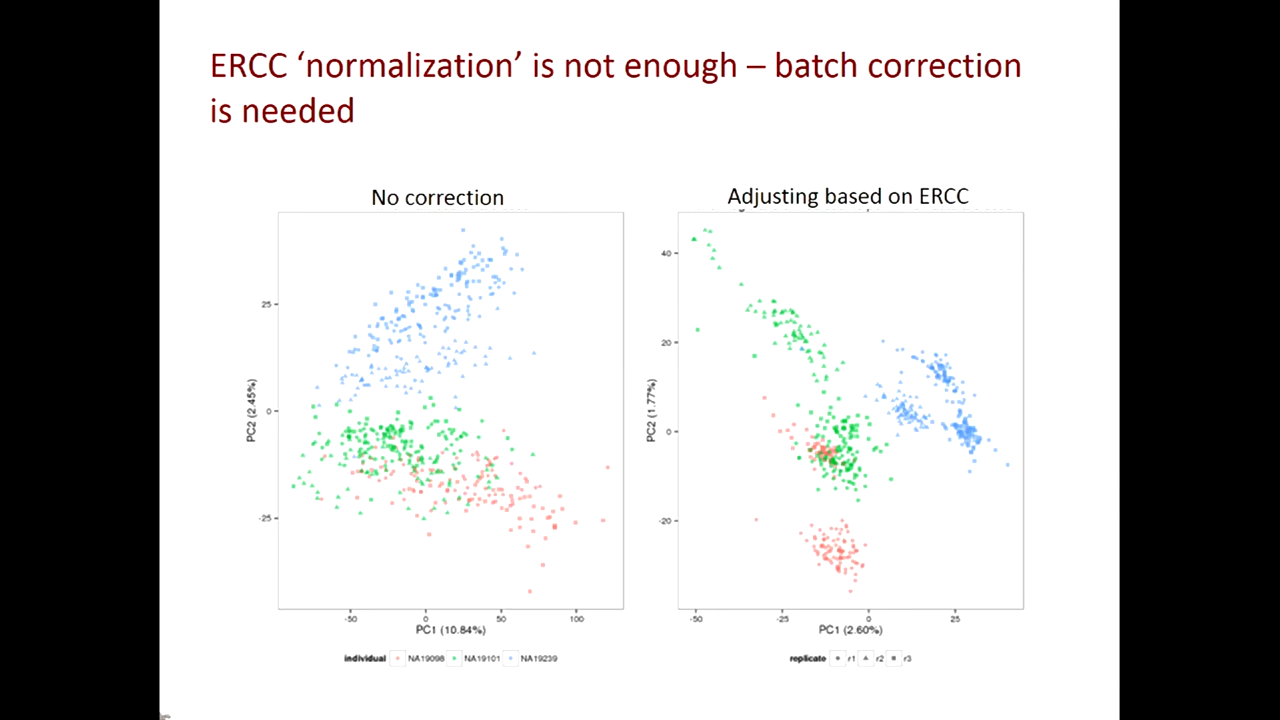 ERCC ‘normalization’ is not enough – batch correction
is needed
No correction
Adjusting based on ERCC
25
0
-25
PC2 (2.45%)
-50
0
50
100
PC1 (10.84%)
individual NA19098 NA19101 NA19239
40
20
0
-20
PC2 (1.77%)
-50
-25
0
25
PC1 (2.60%)
replicate r1 r2 r3